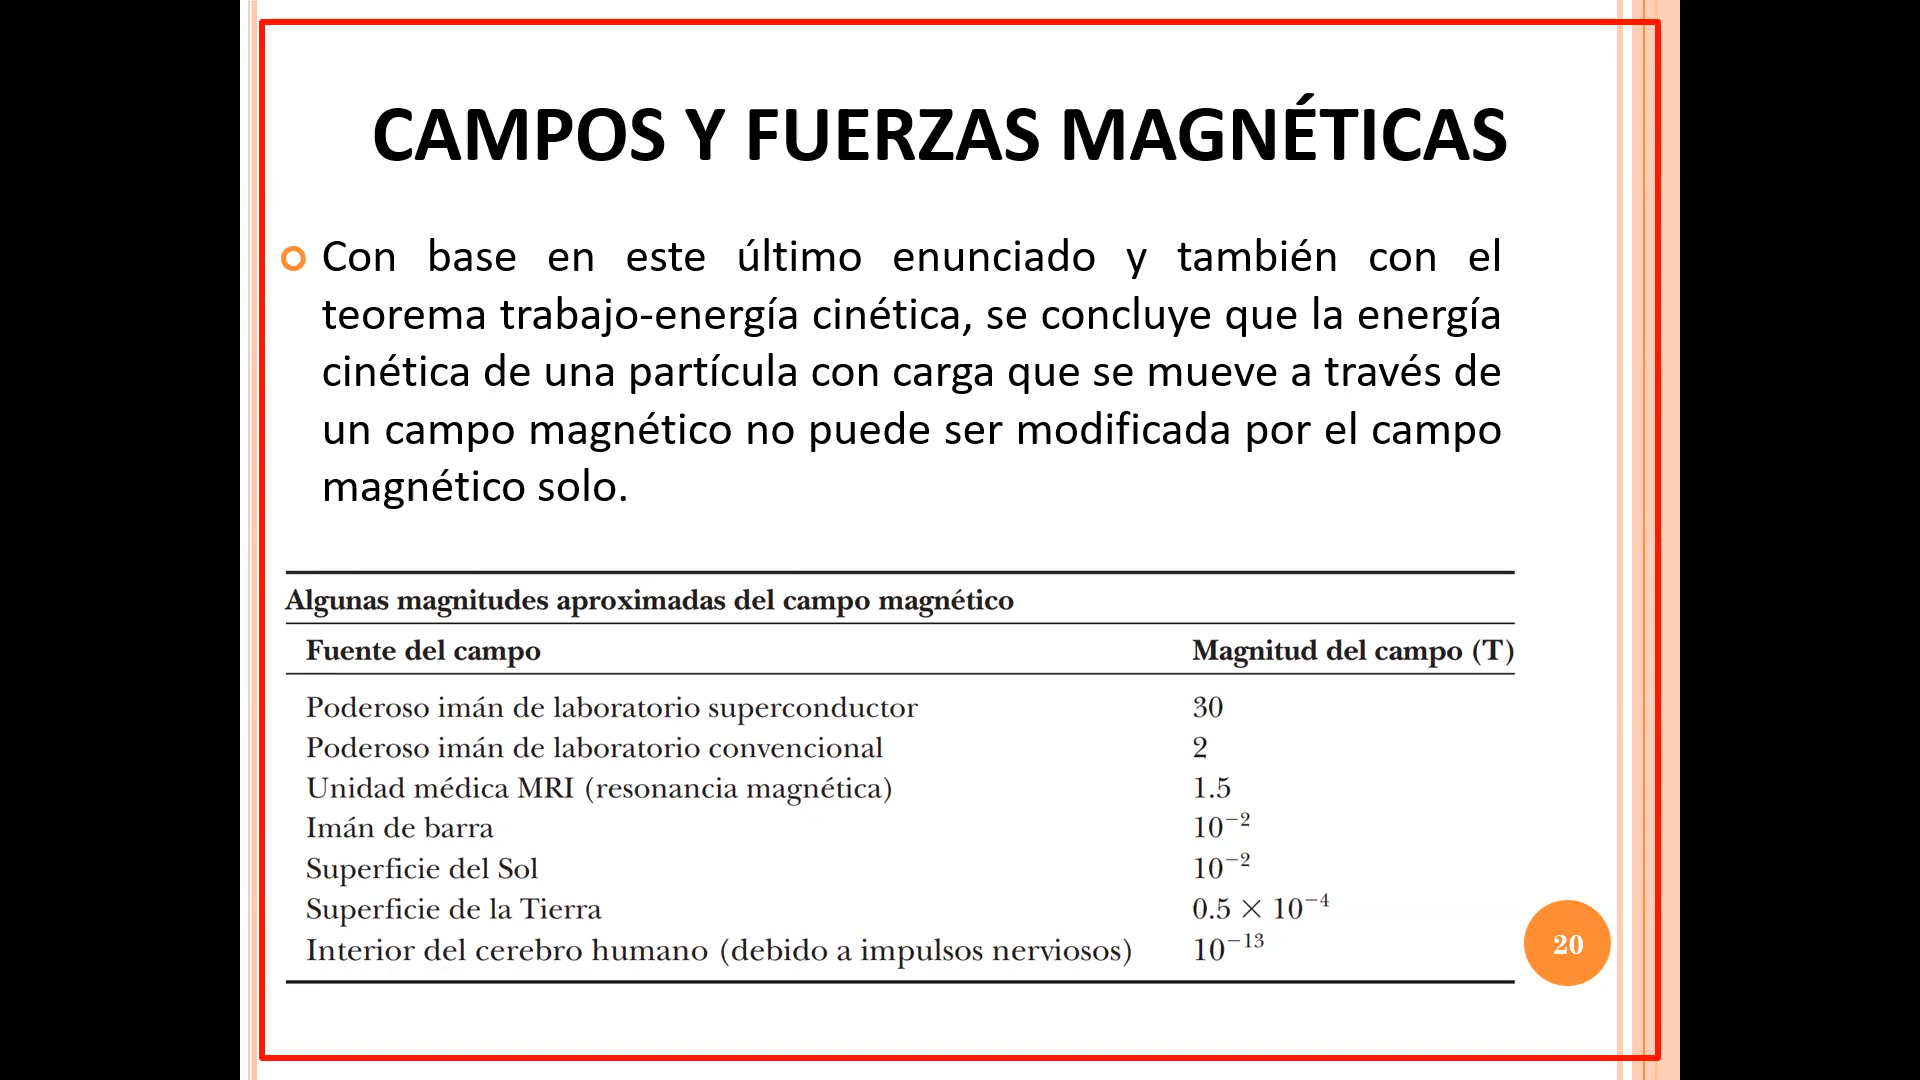 CAMPOS Y FUERZAS MAGNÉTICAS
Con base en este último enunciado y también con el
teorema trabajo-energía cinética, se concluye que la energía
cinética de una partícula con carga que se mueve a través de
un campo magnético no puede ser modificada por el campo
magnético solo.
Algunas magnitudes aproximadas del campo magnético
Fuente del campo Magnitud del campo (T)
Poderoso imán de laboratorio superconductor 30
Poderoso imán de laboratorio convencional 2
Unidad médica MRI (resonancia magnética) 1.5
Imán de barra 10⁻²
Superficie del Sol 10⁻²
Superficie de la Tierra 0.5 × 10⁻⁴
Interior del cerebro humano (debido a impulsos nerviosos) 10⁻¹³
20